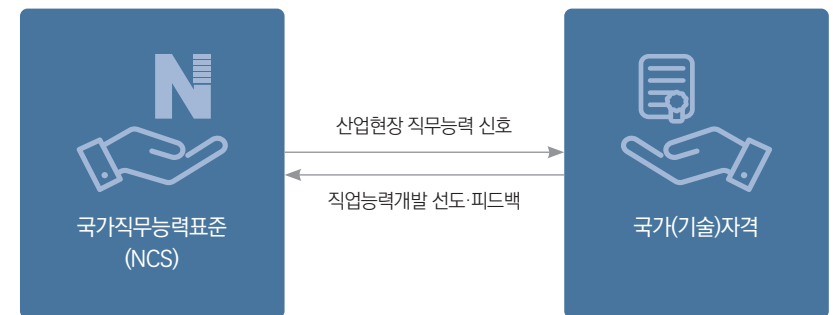 산업현장 직무능력 신호
직업능력개발 선도·피드백
국가직무능력표준
(NCS)
국가(기술)자격